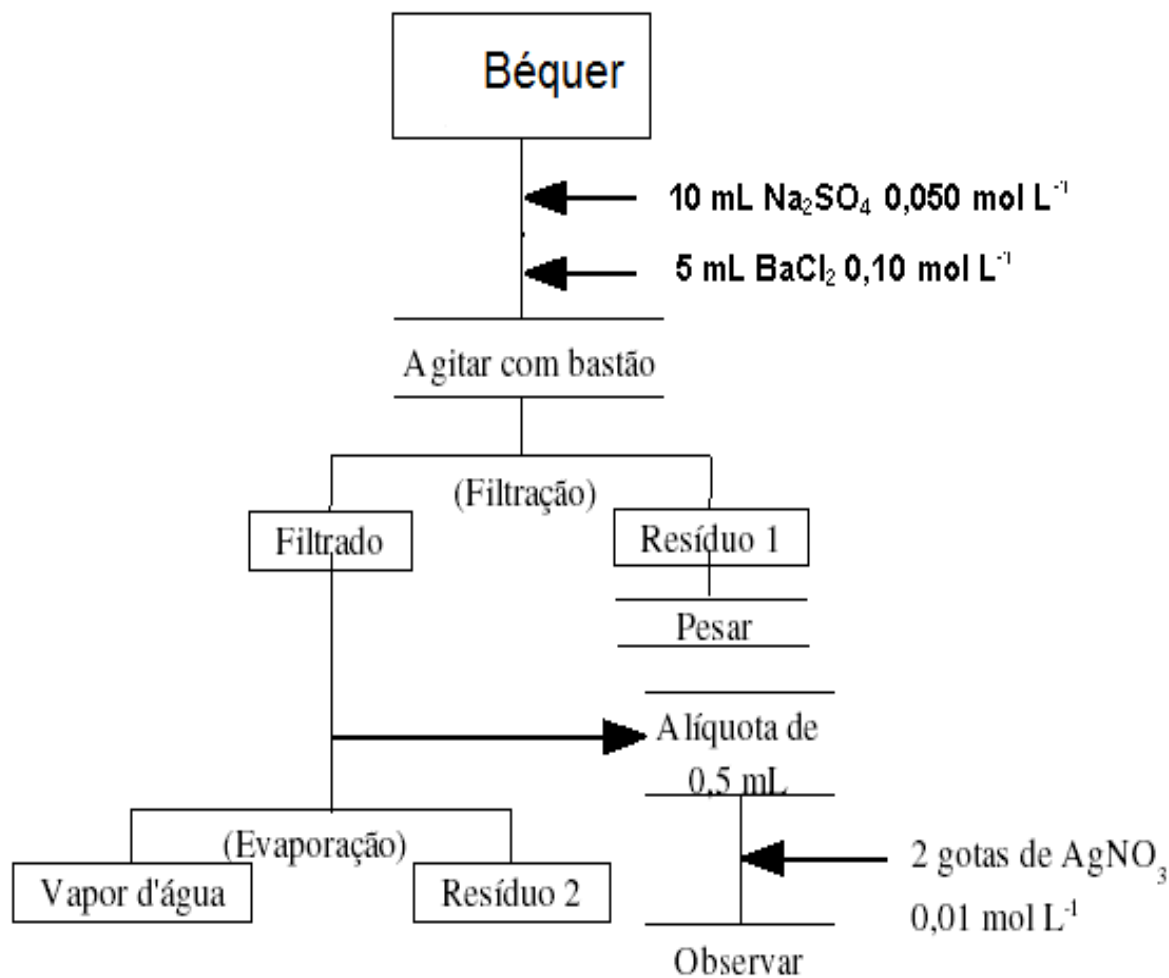 Béquer
10 mL Na₂SO₄ 0,050 mol L⁻¹
5 mL BaCl₂ 0,10 mol L⁻¹
Agitar com bastão
(Filtração)
Filtrado
Resíduo 1
Pesar
Alíquota de
0,5 mL
(Evaporação)
Vapor d'água
Resíduo 2
2 gotas de AgNO₃
0,01 mol L⁻¹
Observar